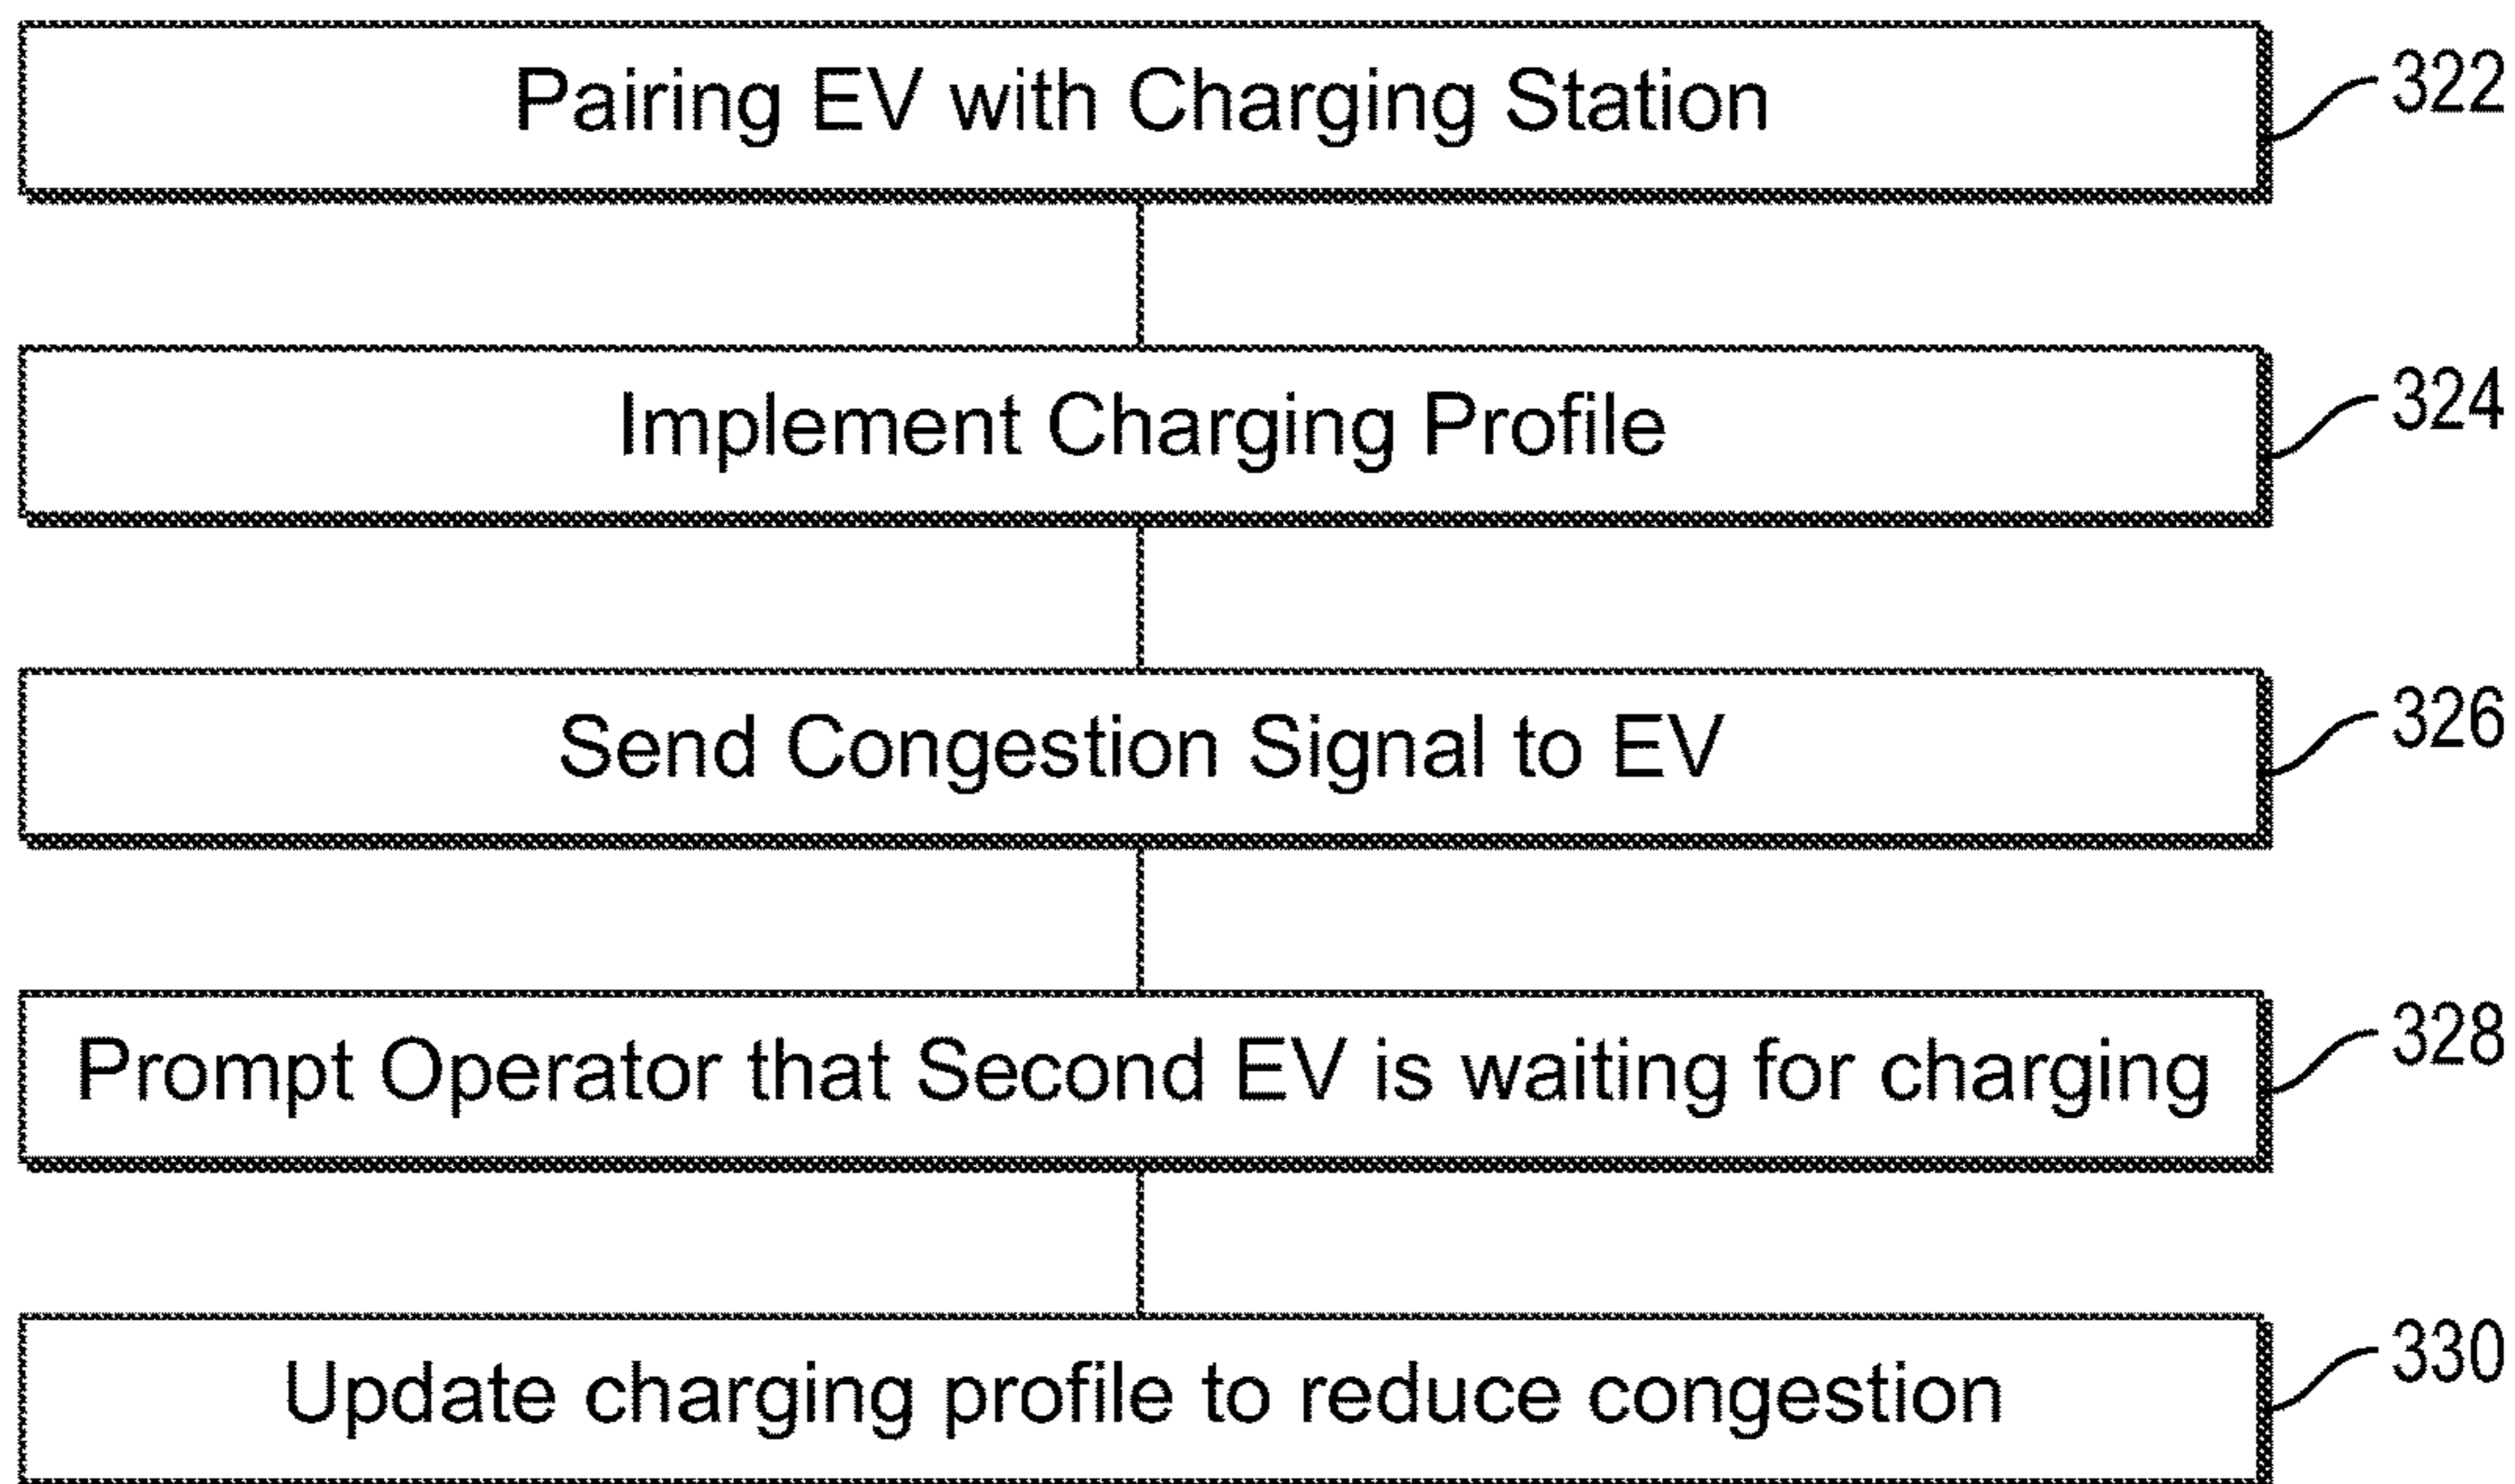 Pairing EV with Charging Station
322
Implement Charging Profile
324
Send Congestion Signal to EV
326
Prompt Operator that Second EV is waiting for charging
328
Update charging profile to reduce congestion
330